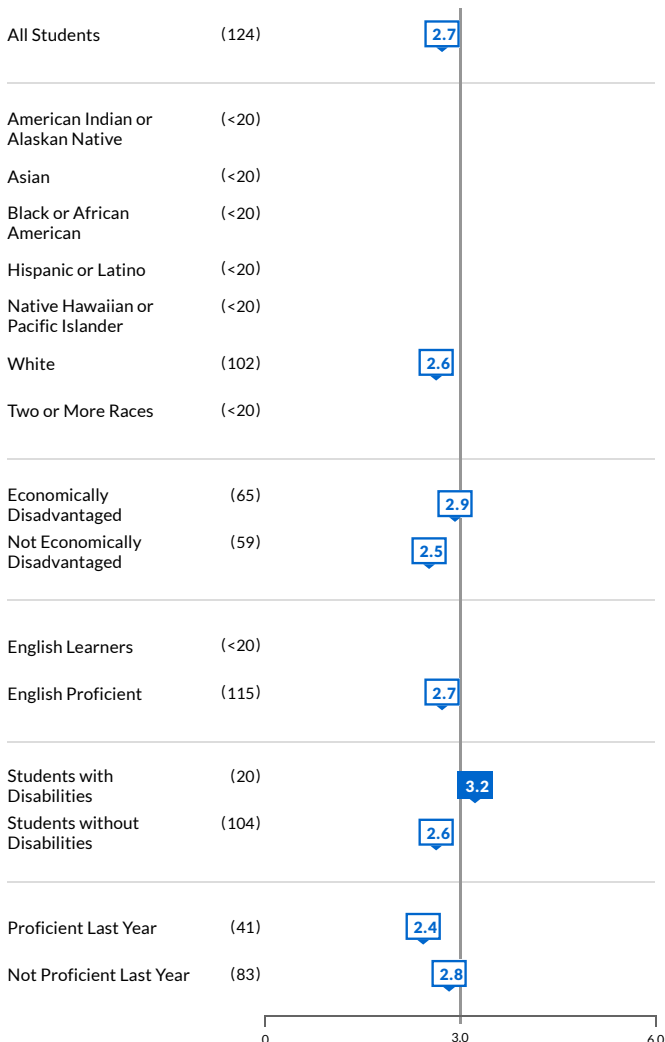 All Students (124) 2.7
American Indian or (<20)
Alaskan Native
Asian (<20)
Black or African (<20)
American
Hispanic or Latino (<20)
Native Hawaiian or (<20)
Pacific Islander
White (102) 2.6
Two or More Races (<20)
Economically (65) 2.9
Disadvantaged
Not Economically (59) 2.5
Disadvantaged
English Learners (<20)
English Proficient (115) 2.7
Students with (20) 3.2
Disabilities
Students without (104) 2.6
Disabilities
Proficient Last Year (41) 2.4
Not Proficient Last Year (83) 2.8
0 3.0 6.0